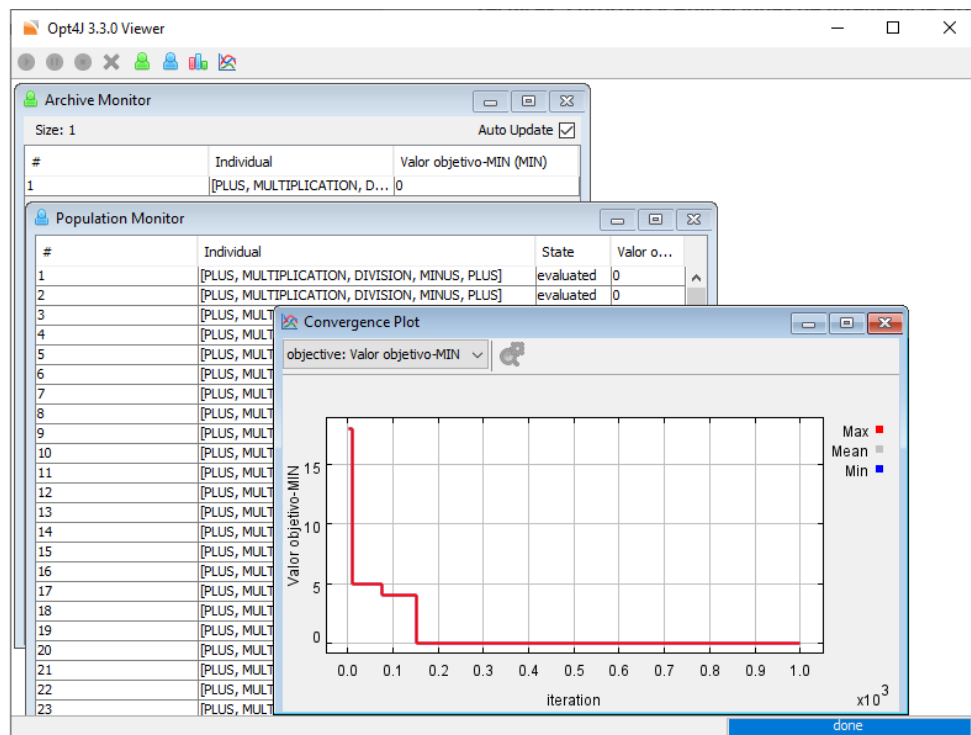 Opt4J 3.3.0 Viewer
Archive Monitor
Size: 1 Auto Update
# Individual Valor objetivo-MIN (MIN)
1 [PLUS, MULTIPLICATION, D... 0
Population Monitor
# Individual State Valor o...
1 [PLUS, MULTIPLICATION, DIVISION, MINUS, PLUS] evaluated 0
2 [PLUS, MULTIPLICATION, DIVISION, MINUS, PLUS] evaluated 0
3 [PLUS, MULT
4 [PLUS, MULT
5 [PLUS, MULT
6 [PLUS, MULT
7 [PLUS, MULT
8 [PLUS, MULT
9 [PLUS, MULT
10 [PLUS, MULT
11 [PLUS, MULT
12 [PLUS, MULT
13 [PLUS, MULT
14 [PLUS, MULT
15 [PLUS, MULT
16 [PLUS, MULT
17 [PLUS, MULT
18 [PLUS, MULT
19 [PLUS, MULT
20 [PLUS, MULT
21 [PLUS, MULT
22 [PLUS, MULT
23 [PLUS, MULT
Convergence Plot
objective: Valor objetivo-MIN
Valor objetivo-MIN
15
10
5
0
Max
Mean
Min
0.0 0.1 0.2 0.3 0.4 0.5 0.6 0.7 0.8 0.9 1.0
iteration x10³
done